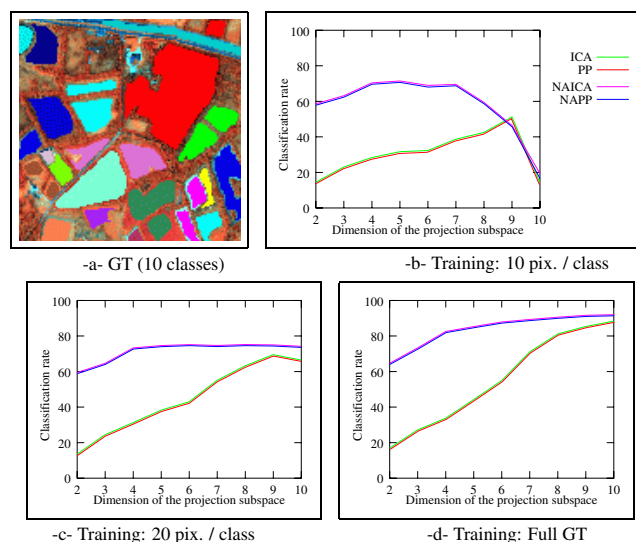 -a- GT (10 classes)
100
80
60
40
20
0
Classification rate
2 3 4 5 6 7 8 9 10
Dimension of the projection subspace
ICA
PP
NAICA
NAPP
-b- Training: 10 pix. / class
100
80
60
40
20
0
Classification rate
2 3 4 5 6 7 8 9 10
Dimension of the projection subspace
-c- Training: 20 pix. / class
100
80
60
40
20
0
Classification rate
2 3 4 5 6 7 8 9 10
Dimension of the projection subspace
-d- Training: Full GT